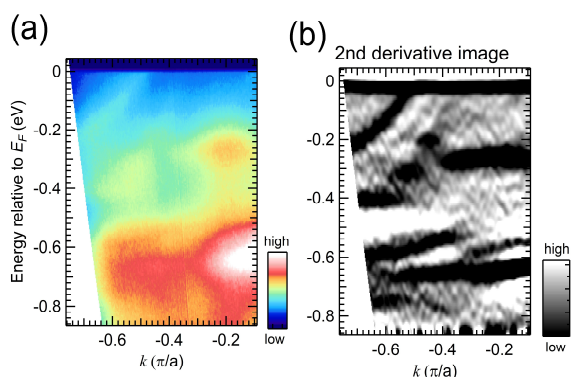 (a)
Energy relative to E_F (eV)
0
-0.2
-0.4
-0.6
-0.8
-0.6
-0.4
-0.2
k (π/a)
high
low
(b)
2nd derivative image
0
-0.2
-0.4
-0.6
-0.8
-0.6
-0.4
-0.2
k (π/a)
high
low